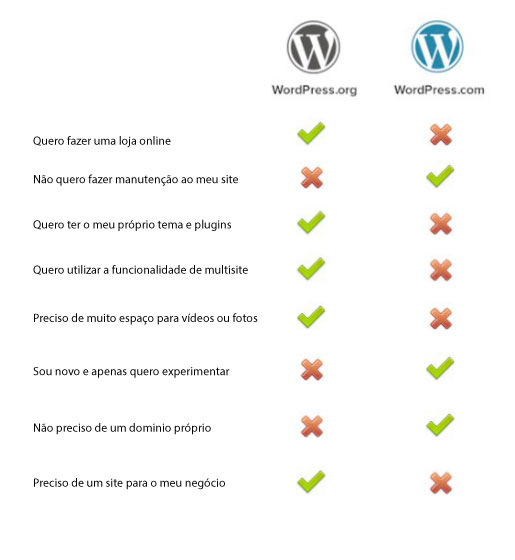 WordPress.org WordPress.com
Quero fazer uma loja online
Não quero fazer manutenção ao meu site
Quero ter o meu próprio tema e plugins
Quero utilizar a funcionalidade de multisite
Preciso de muito espaço para vídeos ou fotos
Sou novo e apenas quero experimentar
Não preciso de um dominio próprio
Preciso de um site para o meu negócio